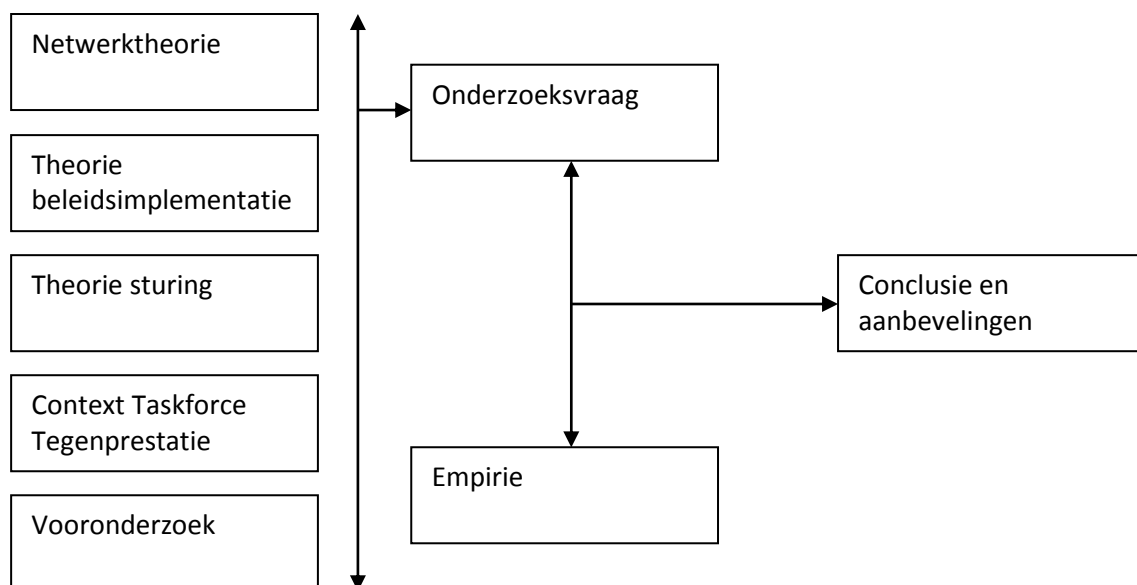 Netwerktheorie
Theorie
beleidsimplementatie
Theorie sturing
Context Taskforce
Tegenprestatie
Vooronderzoek
Onderzoeksvraag
Empirie
Conclusie en
aanbevelingen